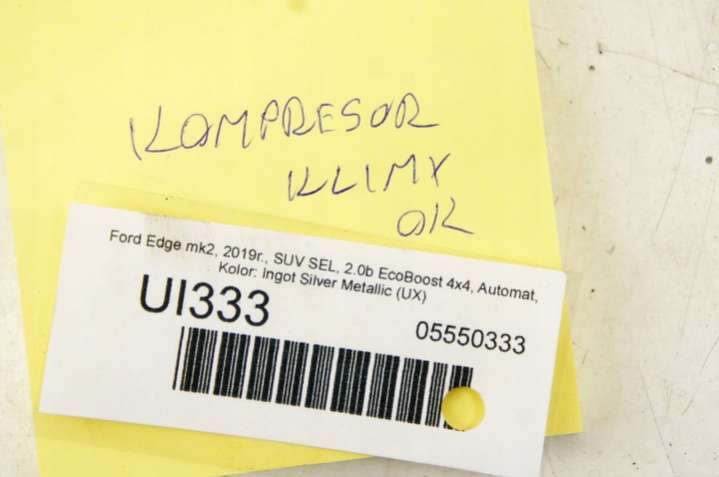 KOMPRESOR
KLIMY
OK
Ford Edge mk2, 2019r., SUV SEL, 2.0b EcoBoost 4x4, Automat,
Kolor: Ingot Silver Metallic (UX)
UI333
05550333